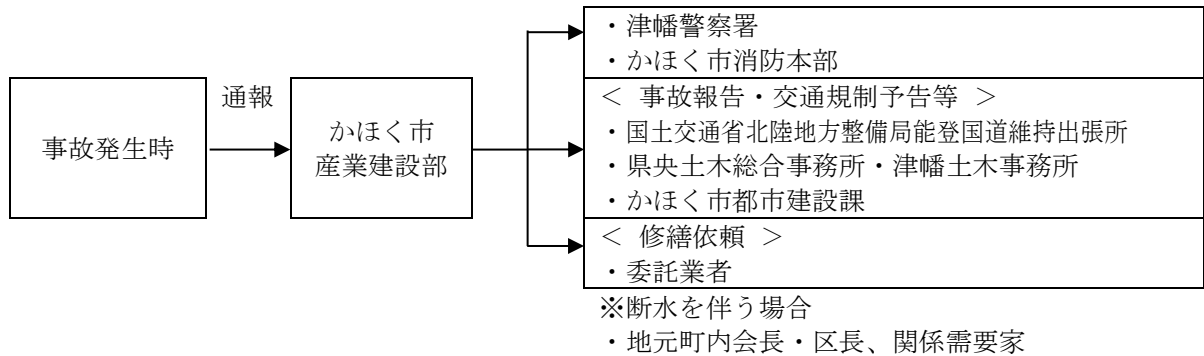 事故発生時
通報
かほく市
産業建設部
・津幡警察署
・かほく市消防本部
＜ 事故報告・交通規制予告等 ＞
・国土交通省北陸地方整備局能登国道維持出張所
・県央土木総合事務所・津幡土木事務所
・かほく市都市建設課
＜ 修繕依頼 ＞
・委託業者
※断水を伴う場合
・地元町内会長・区長、関係需要家